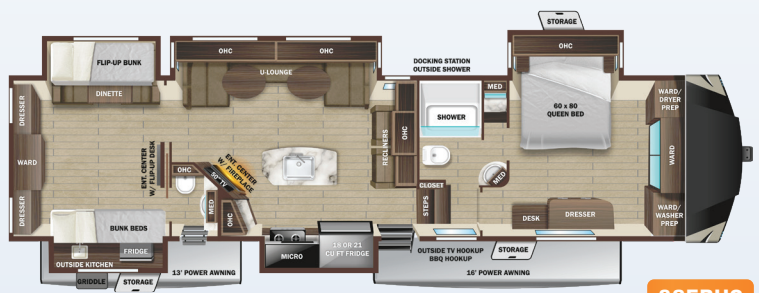 STORAGE
OHC
OHC
OHC
FLIP-UP BUNK
U-LOUNGE
DINETTE
DOCKING STATION
OUTSIDE SHOWER
MED
SHOWER
60 x 80
QUEEN BED
WARD/
DRYER
PREP
DRESSER
WARD
DRESSER
ENT. CENTER
W/ FLIP-UP DESK
OHC
50" TV
ENT. CENTER
W/ FIREPLACE
RECLINERS
OHC
MED
CLOSET
STEPS
WARD
WARD/
WASHER
PREP
BUNK BEDS
MED
OHC
DESK
DRESSER
FRIDGE
OUTSIDE KITCHEN
GRIDDLE
STORAGE
13' POWER AWNING
MICRO
18 OR 21
CU FT FRIDGE
OUTSIDE TV HOOKUP
BBQ HOOKUP
STORAGE
16' POWER AWNING